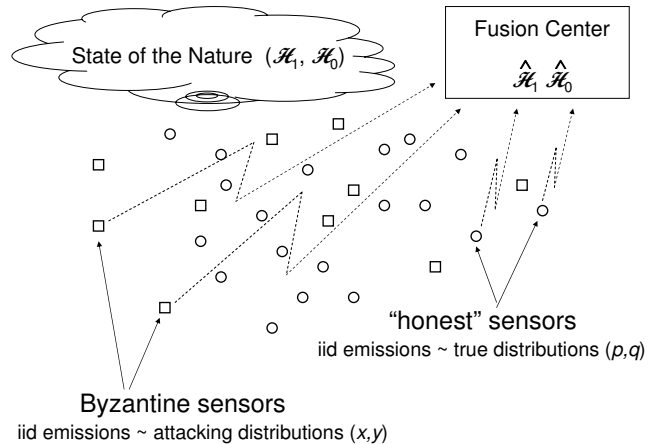 Fusion Center
State of the Nature (ℋ₁, ℋ₀)
ℋ̂₁ ℋ̂₀
“honest” sensors
iid emissions ~ true distributions (p,q)
Byzantine sensors
iid emissions ~ attacking distributions (x,y)